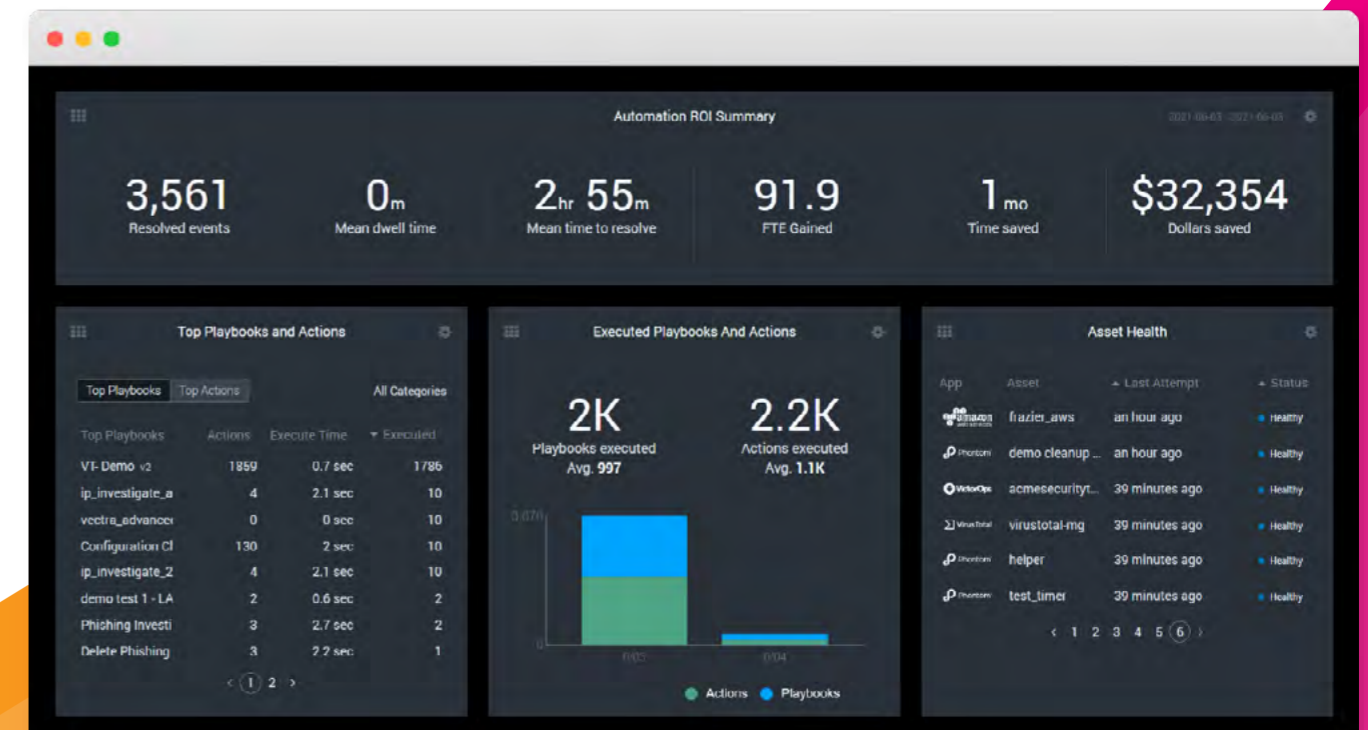 Automation ROI Summary
3,561
Resolved events
0m
Mean dwell time
2hr 55m
Mean time to resolve
91.9
FTE Gained
1 mo
Time saved
$32,354
Dollars saved
Top Playbooks and Actions
Top Playbooks Top Actions All Categories
Top Playbooks Actions Execute Time Executed
VT- Demo v2 1859 0.7 sec 1786
ip_investigate_a 4 2.1 sec 10
vectra_advancec 0 0 sec 10
Configuration Cl 130 2 sec 10
ip_investigate_2 4 2.1 sec 10
demo test 1 - LA 2 0.6 sec 2
Phishing Investi 3 2.7 sec 2
Delete Phishing 3 2.2 sec 1
< 1 2 >
Executed Playbooks And Actions
2K
Playbooks executed
Avg. 997
2.2K
Actions executed
Avg. 1.1K
0
Actions Playbooks
Asset Health
App Asset Last Attempt Status
amazon frazier_aws an hour ago Healthy
Phantom demo cleanup ... an hour ago Healthy
VictorOps acmesecurityt... 39 minutes ago Healthy
VirusTotal virustotal-mg 39 minutes ago Healthy
Phantom helper 39 minutes ago Healthy
Phantom test_timer 39 minutes ago Healthy
< 1 2 3 4 5 6 >